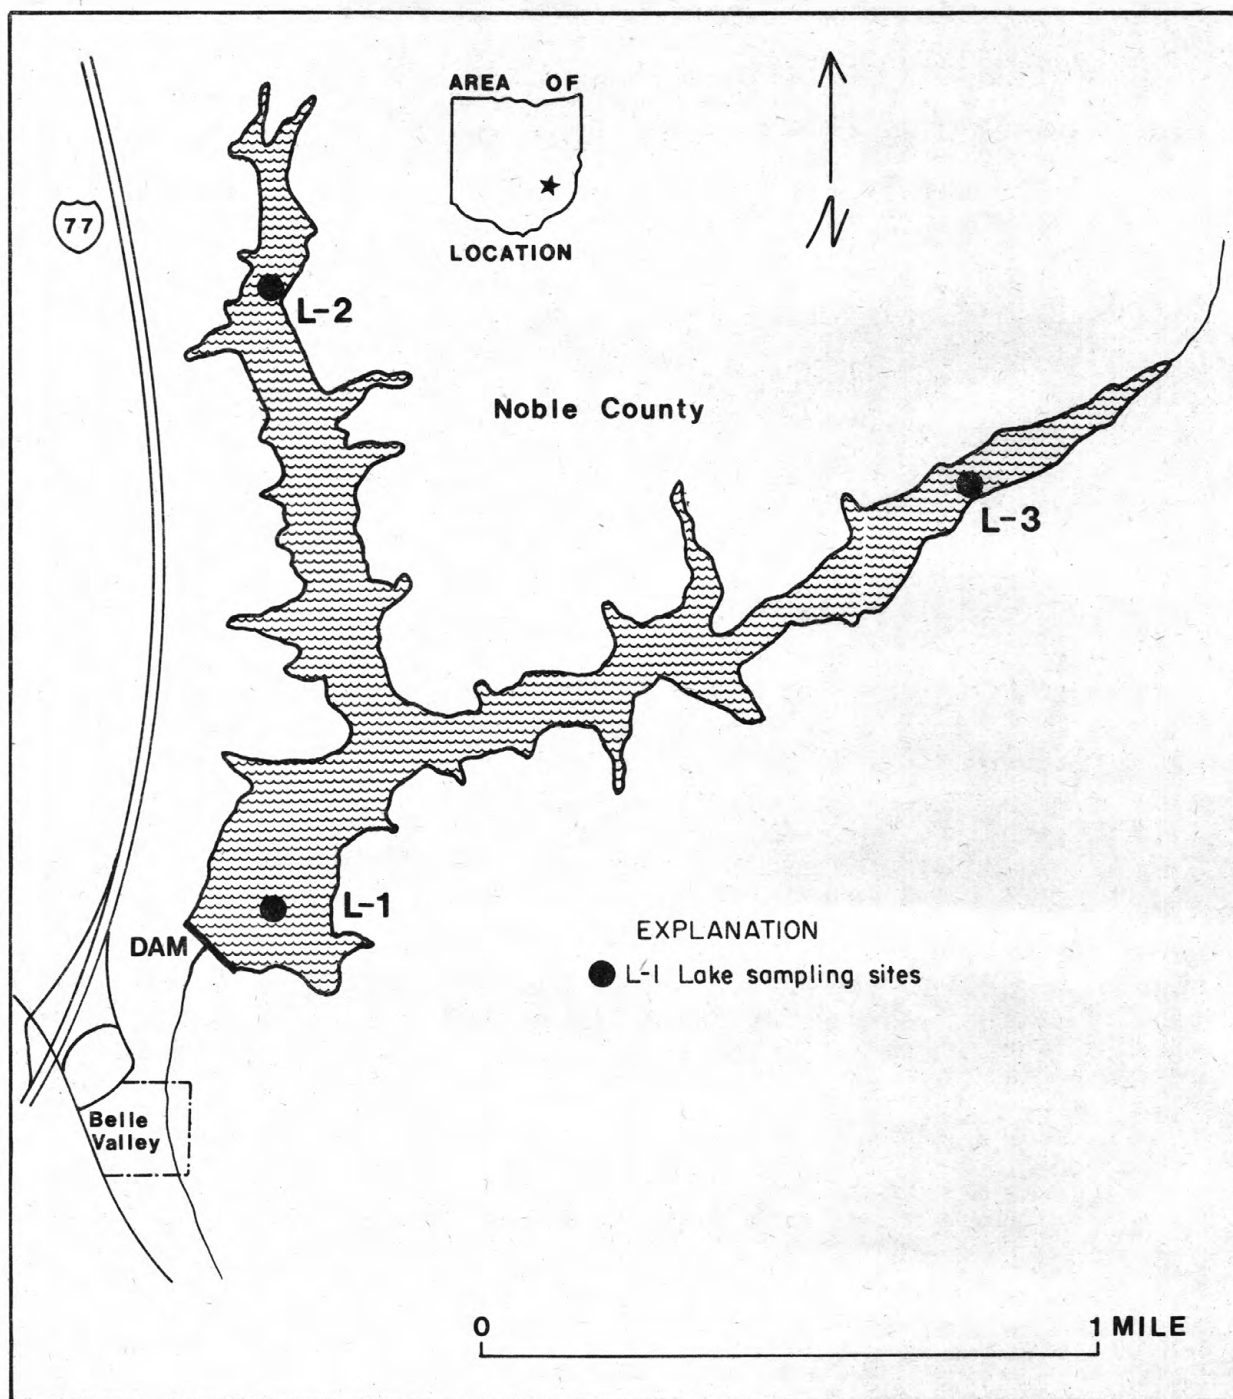 AREA OF
LOCATION
N
77
L-2
Noble County
L-3
L-1
DAM
EXPLANATION
L-1 Lake sampling sites
Belle
Valley
0
1 MILE